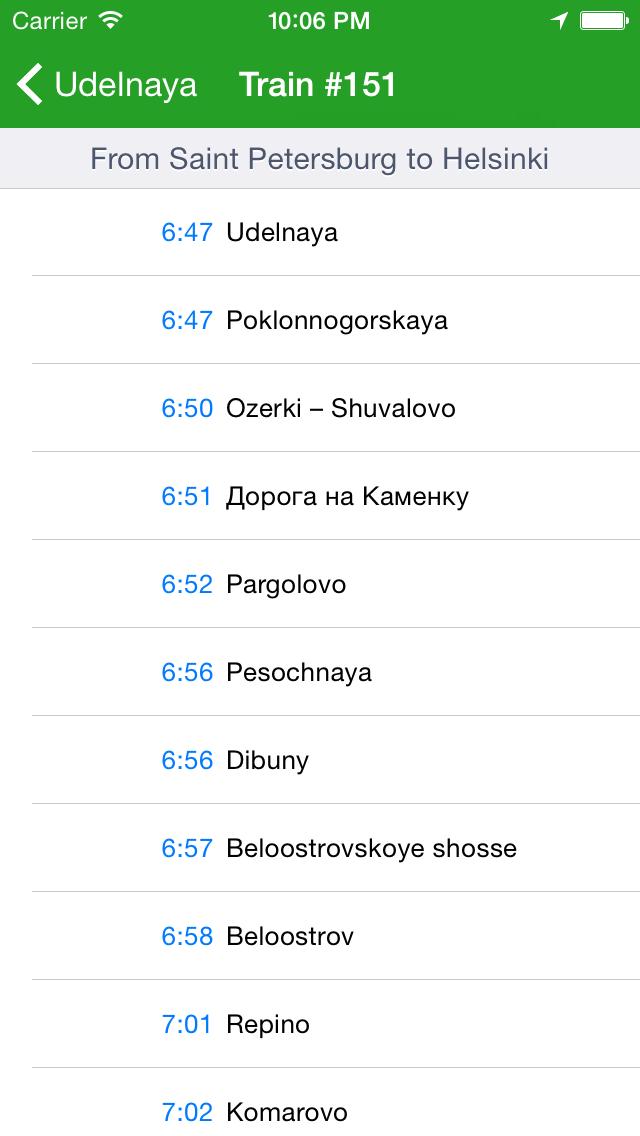 Carrier 10:06 PM
Udelnaya Train #151
From Saint Petersburg to Helsinki
6:47 Udelnaya
6:47 Poklonnogorskaya
6:50 Ozerki – Shuvalovo
6:51 Дорога на Каменку
6:52 Pargolovo
6:56 Pesochnaya
6:56 Dibuny
6:57 Beloostrovskoye shosse
6:58 Beloostrov
7:01 Repino
7:02 Komarovo